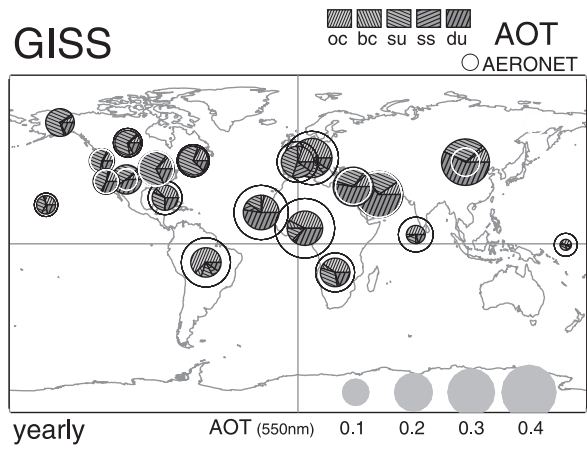 GISS
oc bc su ss du
AOT
AERONET
yearly
AOT (550nm) 0.1 0.2 0.3 0.4